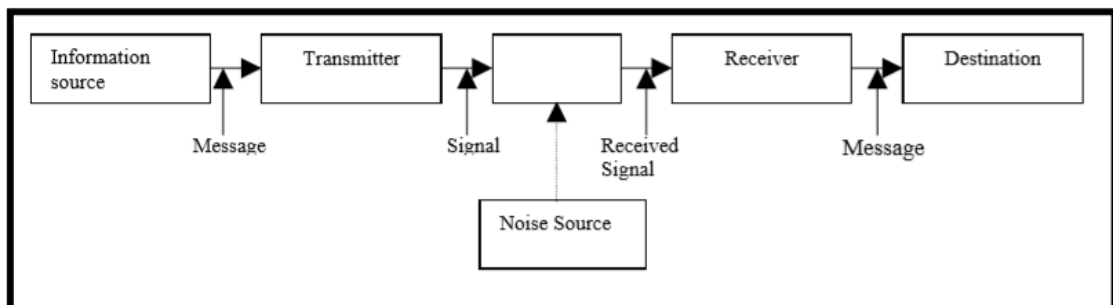 Information
source
Transmitter
Receiver
Destination
Message
Signal
Received
Signal
Message
Noise Source